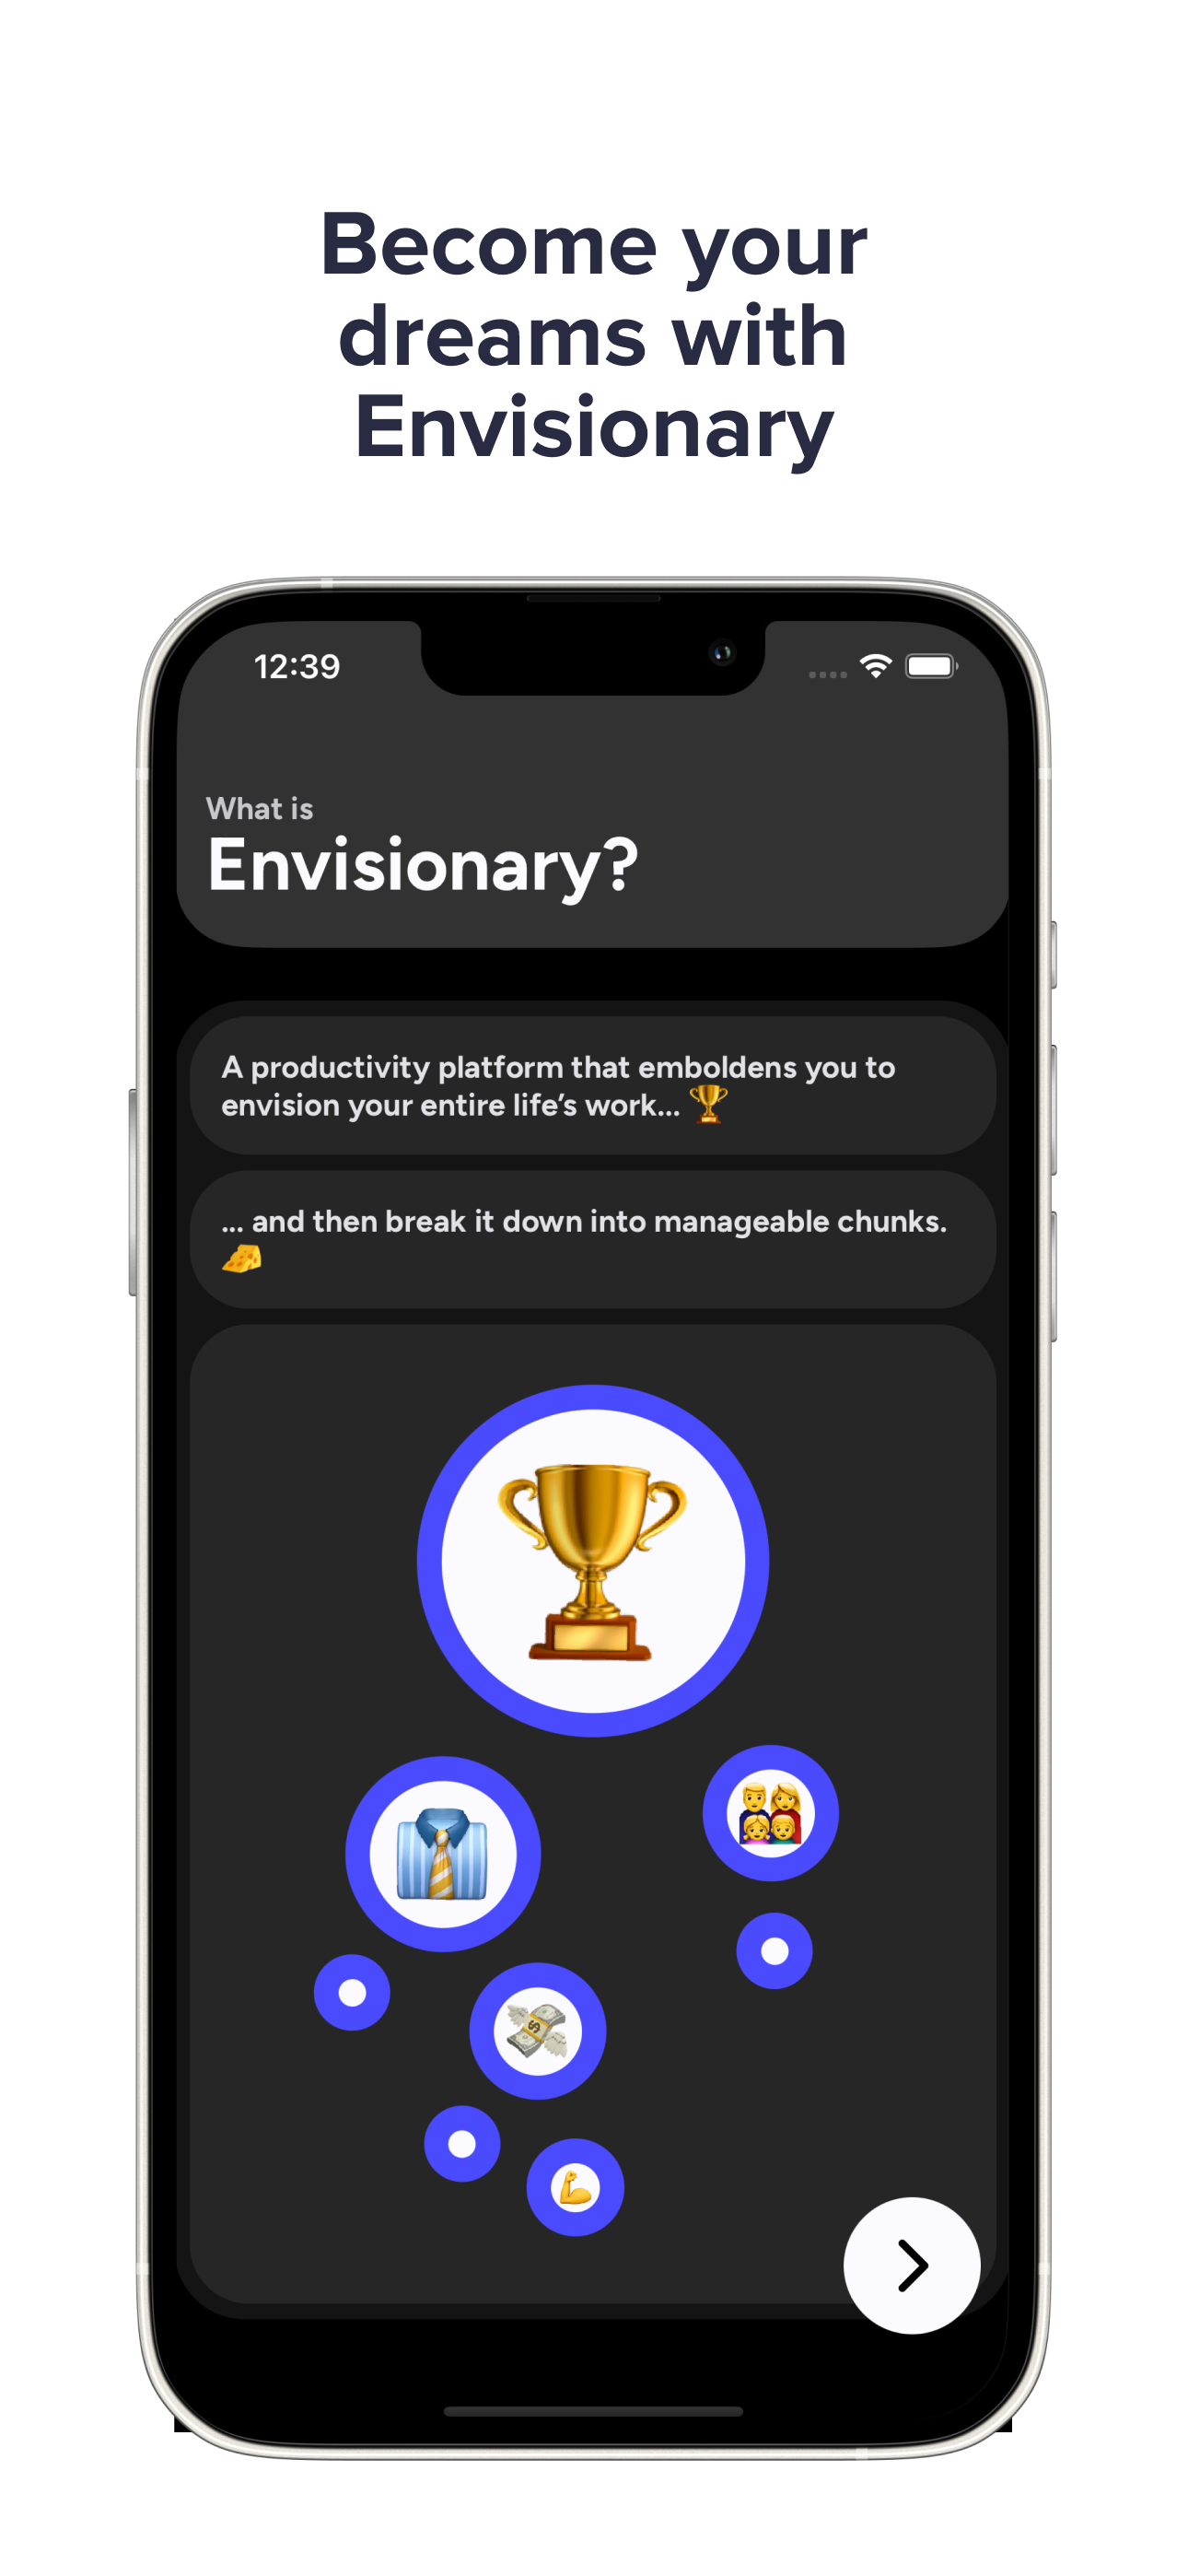 Become your
dreams with
Envisionary
12:39
What is
Envisionary?
A productivity platform that emboldens you to
envision your entire life’s work... 🏆
... and then break it down into manageable chunks.
🧀